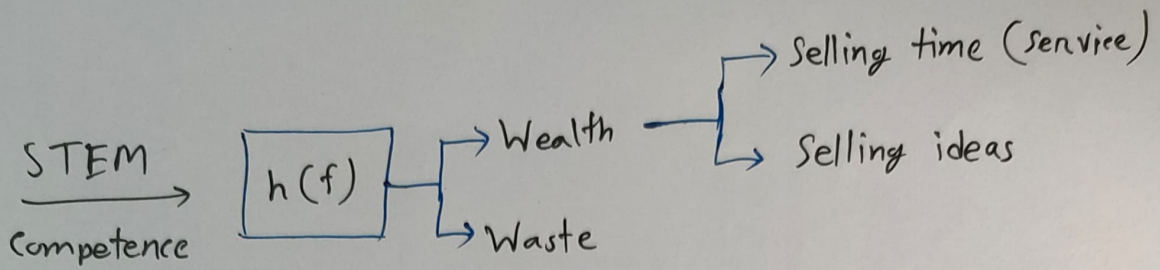 STEM
Competence
h(f)
Wealth
Waste
Selling time (service)
Selling ideas